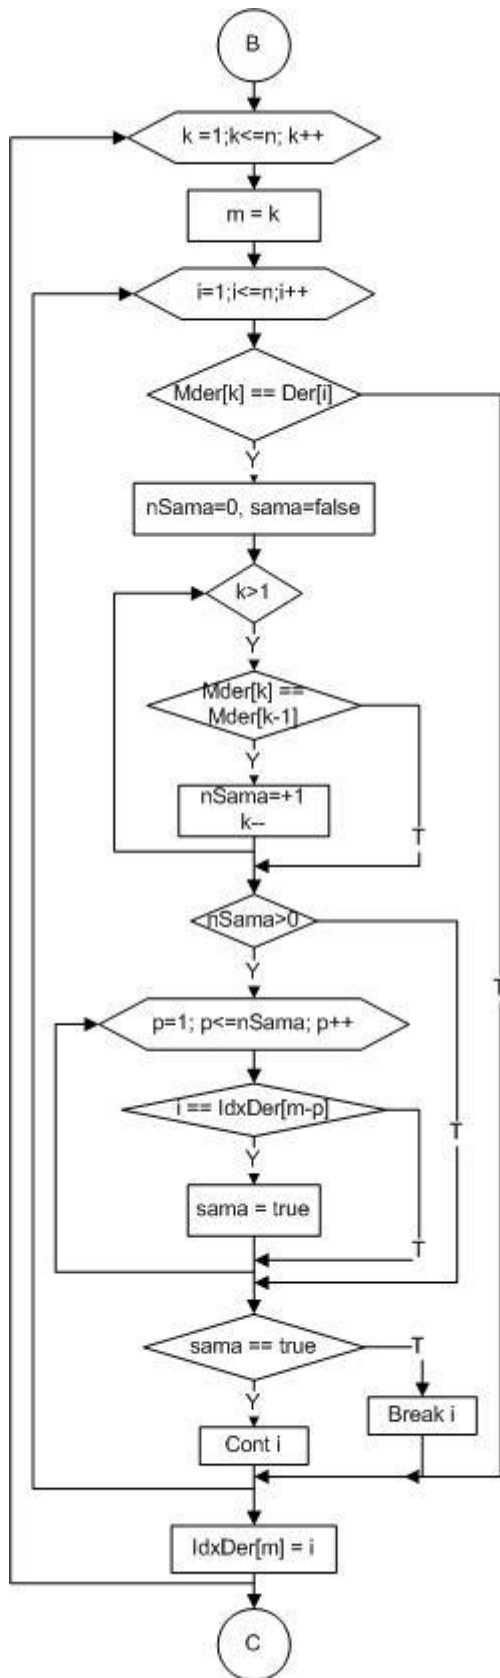 B
k =1;k<=n; k++
m = k
i=1;i<=n;i++
Mder[k] == Der[i]
Y
nSama=0, sama=false
k>1
Y
Mder[k] ==
Mder[k-1]
Y
nSama=+1
k--
T
nSama>0
Y
T
p=1; p<=nSama; p++
i == IdxDer[m-p]
T
Y
sama = true
T
sama == true
T
Y
Break i
Cont i
IdxDer[m] = i
C